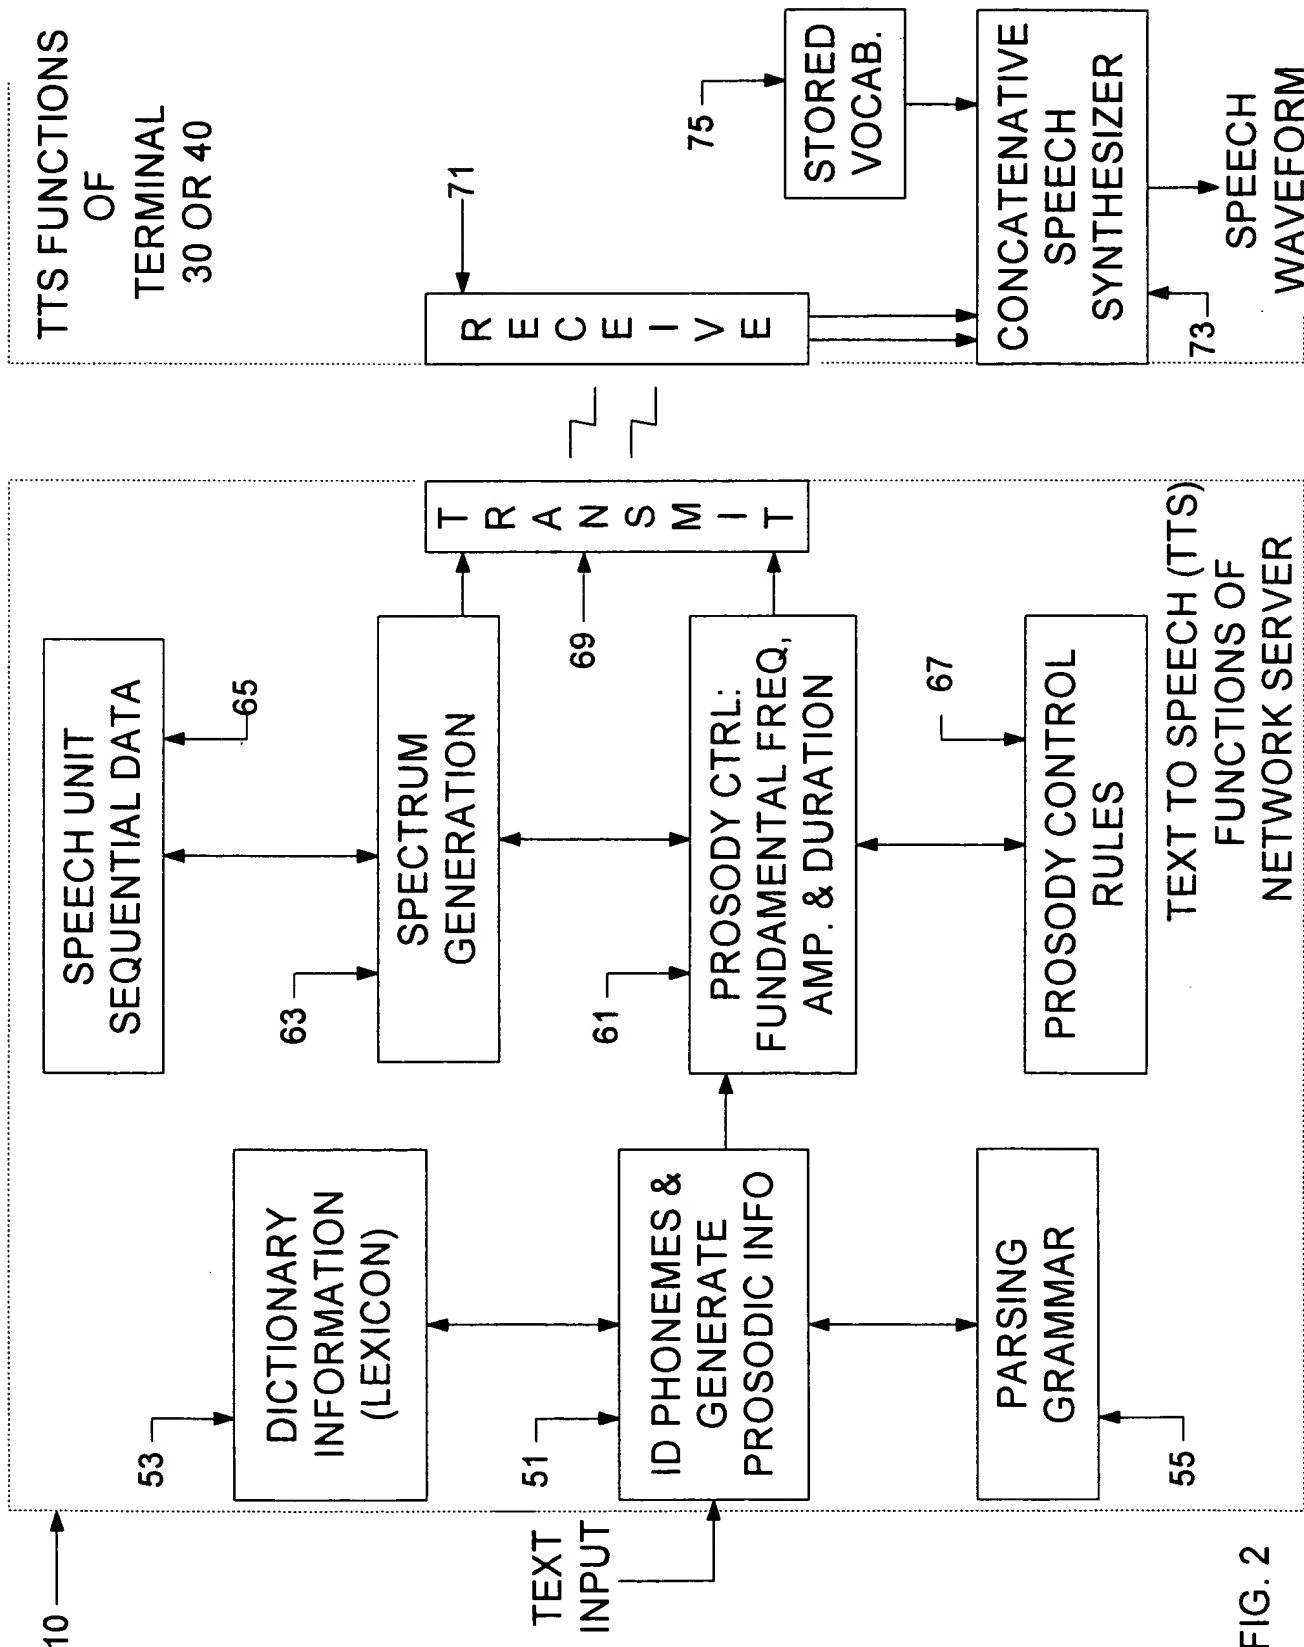 10
TEXT
INPUT
53
DICTIONARY
INFORMATION
(LEXICON)
51
ID PHONEMES &
GENERATE
PROSODIC INFO
PARSING
GRAMMAR
55
SPEECH UNIT
SEQUENTIAL DATA
65
63
SPECTRUM
GENERATION
61
PROSODY CTRL:
FUNDAMENTAL FREQ,
AMP. & DURATION
67
PROSODY CONTROL
RULES
69
TRANSMIT
TEXT TO SPEECH (TTS)
FUNCTIONS OF
NETWORK SERVER
TTS FUNCTIONS
OF
TERMINAL
30 OR 40
71
RECEIVE
75
STORED
VOCAB.
CONCATENATIVE
SPEECH
SYNTHESIZER
73
SPEECH
WAVEFORM
FIG. 2